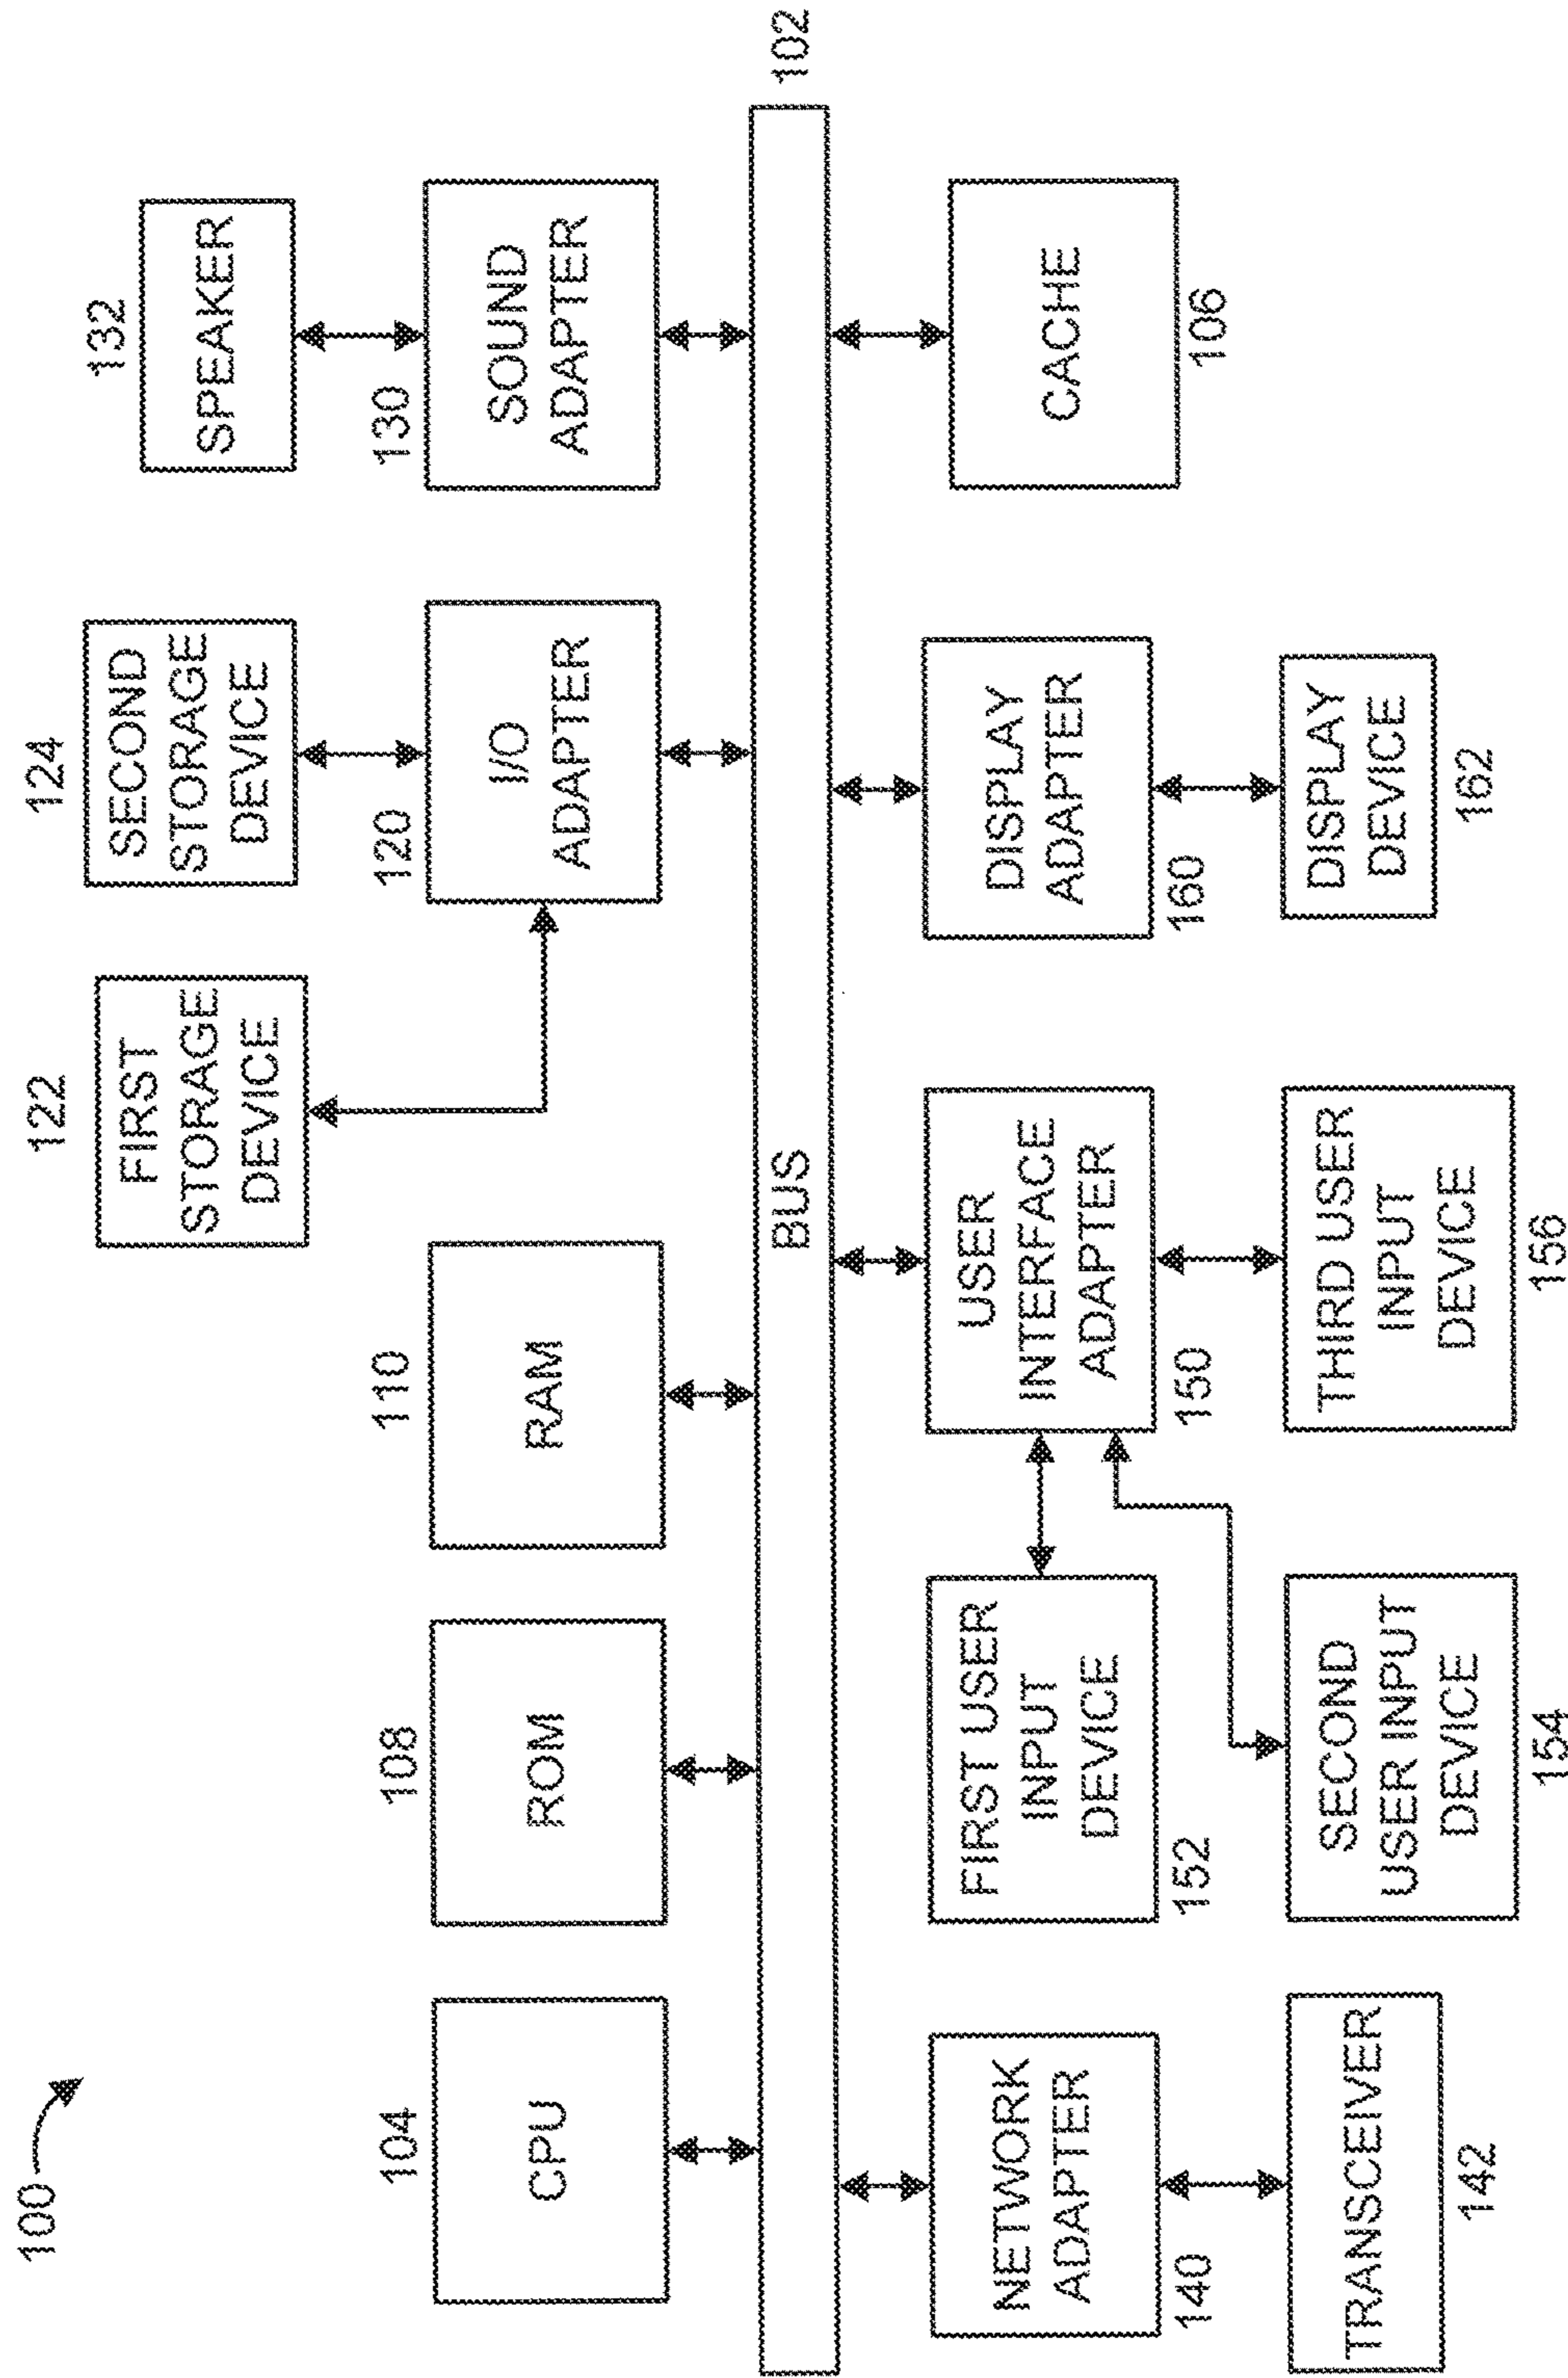 100
122
FIRST
STORAGE
DEVICE
124
SECOND
STORAGE
DEVICE
132
SPEAKER
104
CPU
108
ROM
110
RAM
120
I/O
ADAPTER
130
SOUND
ADAPTER
BUS
102
NETWORK
ADAPTER
140
FIRST USER
INPUT
DEVICE
152
USER
INTERFACE
ADAPTER
150
DISPLAY
ADAPTER
160
CACHE
106
TRANSCEIVER
142
SECOND
USER INPUT
DEVICE
154
THIRD USER
INPUT
DEVICE
156
DISPLAY
DEVICE
162